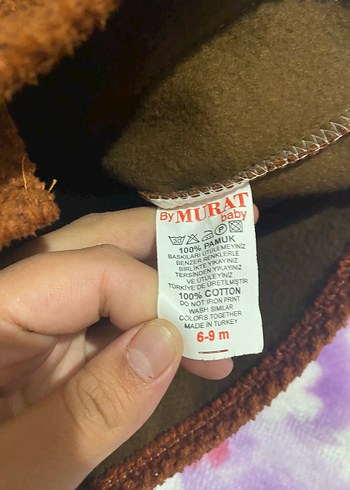 By MURAT
baby
100% PAMUK
BASKILARI ÜTÜLEMEYİNİZ
BENZER RENKLERLE
BİRLİKTE YIKAYINIZ
TERSİNDEN YIKAYINIZ
VE ÜTÜLEYİNİZ
TÜRKİYE'DE ÜRETİLMİŞTİR
100% COTTON
DO NOT IRON PRINT
WASH SIMILAR
COLORS TOGETHER
MADE IN TURKEY
6-9 m